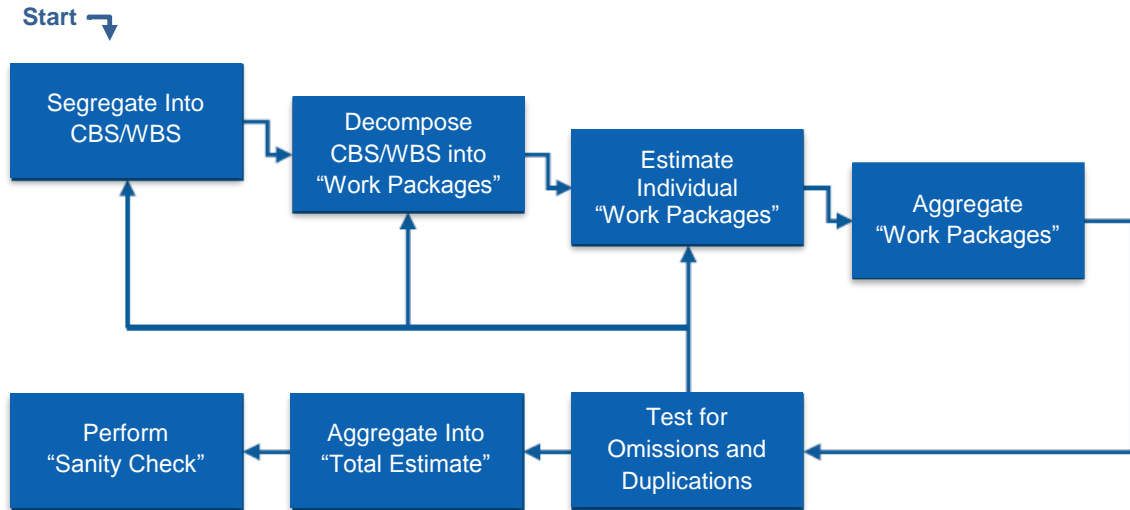 Start
Segregate Into
CBS/WBS
Decompose
CBS/WBS into
“Work Packages”
Estimate
Individual
“Work Packages”
Aggregate
“Work Packages”
Perform
“Sanity Check”
Aggregate Into
“Total Estimate”
Test for
Omissions and
Duplications